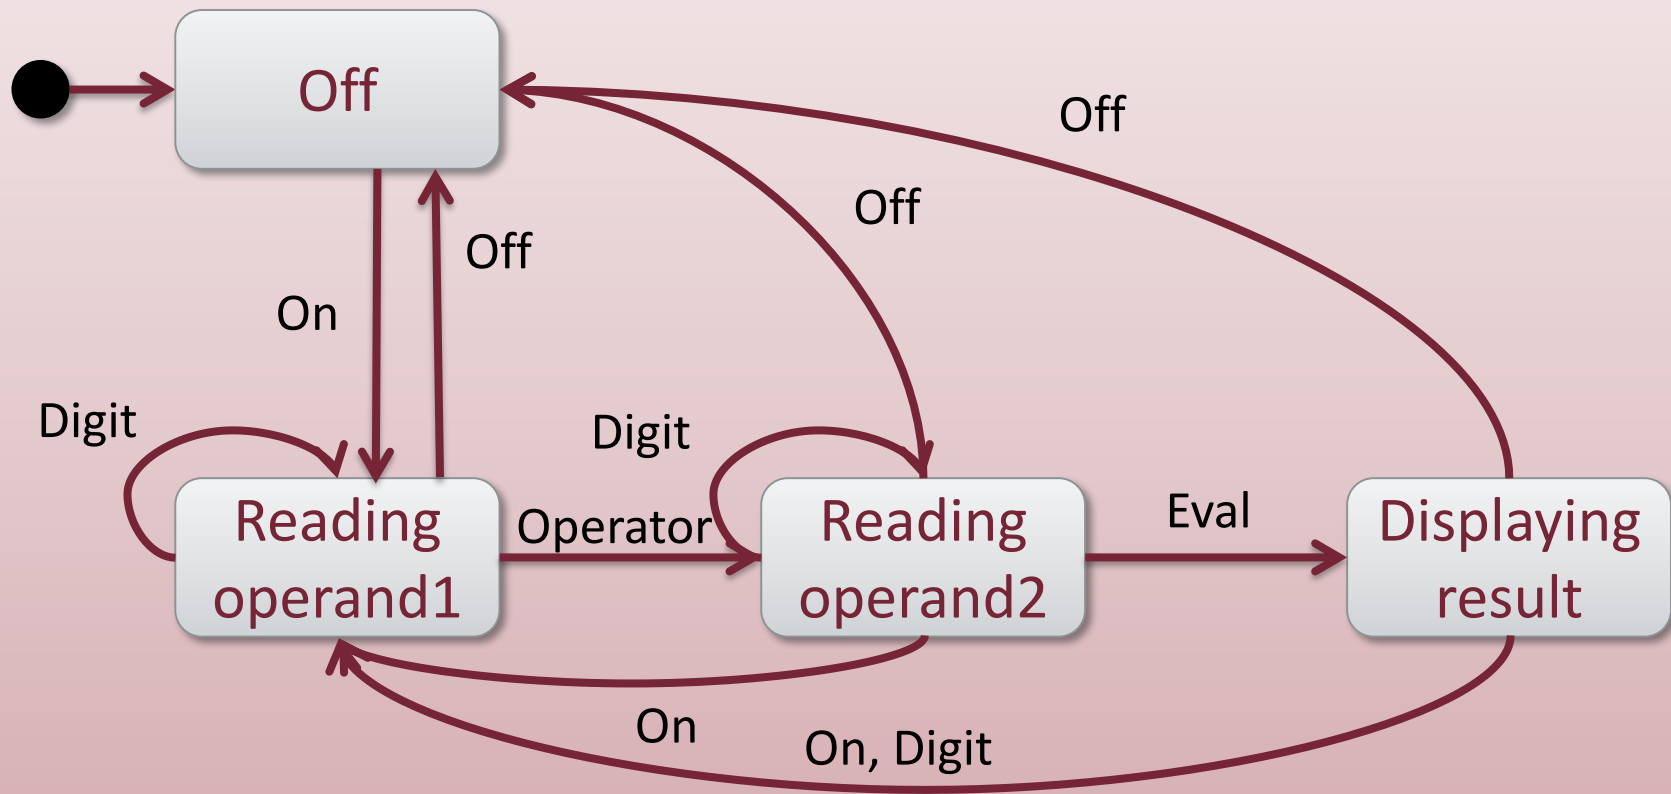 Off
Off
Off
Off
On
Digit
Digit
Reading
operand1
Operator
Reading
operand2
Eval
Displaying
result
On
On, Digit